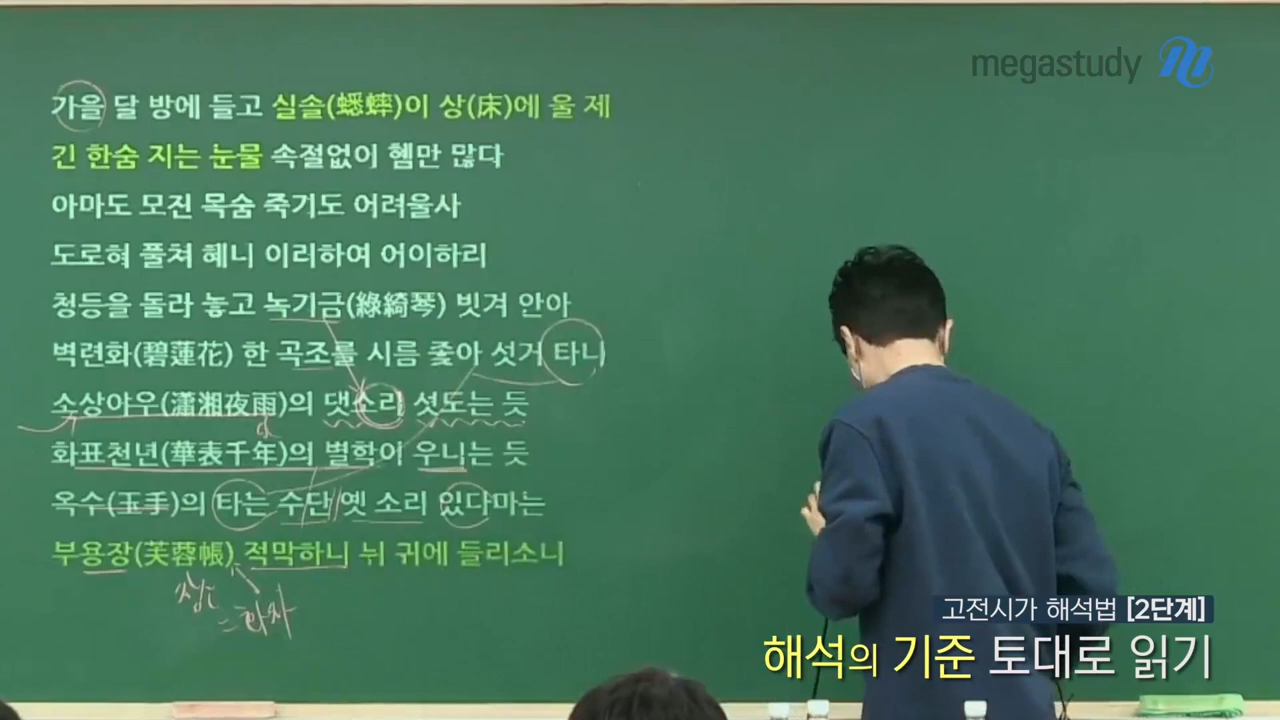 megastudy
가을 달 방에 들고 실솔(蟋蟀)이 상(床)에 울 제
긴 한숨 지는 눈물 속절없이 혬만 많다
아마도 모진 목숨 죽기도 어려울사
도로혀 풀쳐 혜니 이리하여 어이하리
청등을 돌라 놓고 녹기금(綠綺琴) 빗겨 안아
벽련화(碧蓮花) 한 곡조를 시름 좇아 섯거 타니
소상야우(瀟湘夜雨)의 댓소리 섯도는 듯
화표천년(華表千年)의 별학이 우니는 듯
옥수(玉手)의 타는 수단 옛 소리 있다마는
부용장(芙蓉帳) 적막하니 뉘 귀에 들리소니
장소
= 화자
고전시가 해석법 [2단계]
해석의 기준 토대로 읽기